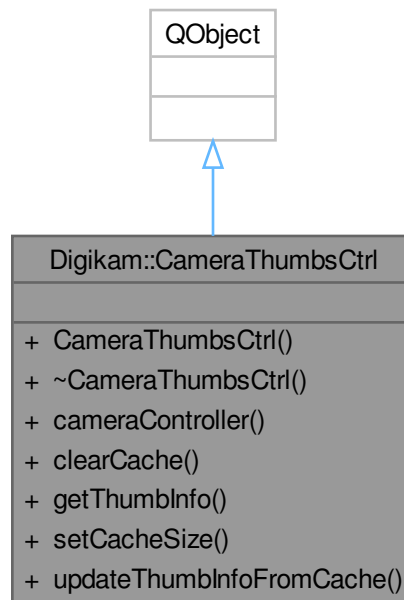 QObject
Digikam::CameraThumbsCtrl
+ CameraThumbsCtrl()
+ ~CameraThumbsCtrl()
+ cameraController()
+ clearCache()
+ getThumbInfo()
+ setCacheSize()
+ updateThumbInfoFromCache()